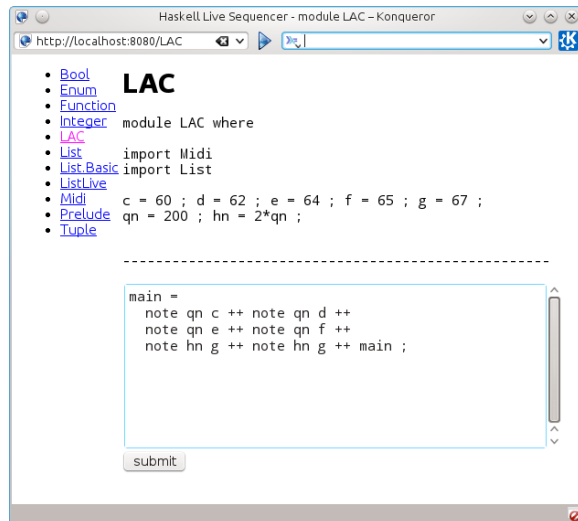 Haskell Live Sequencer - module LAC – Konqueror
http://localhost:8080/LAC
Bool
Enum
Function
Integer
LAC
List
List.Basic
ListLive
Midi
Prelude
Tuple
LAC
module LAC where
import Midi
import List
c = 60 ; d = 62 ; e = 64 ; f = 65 ; g = 67 ;
qn = 200 ; hn = 2*qn ;
----------------------------------------------------
main =
  note qn c ++ note qn d ++
  note qn e ++ note qn f ++
  note hn g ++ note hn g ++ main ;
submit